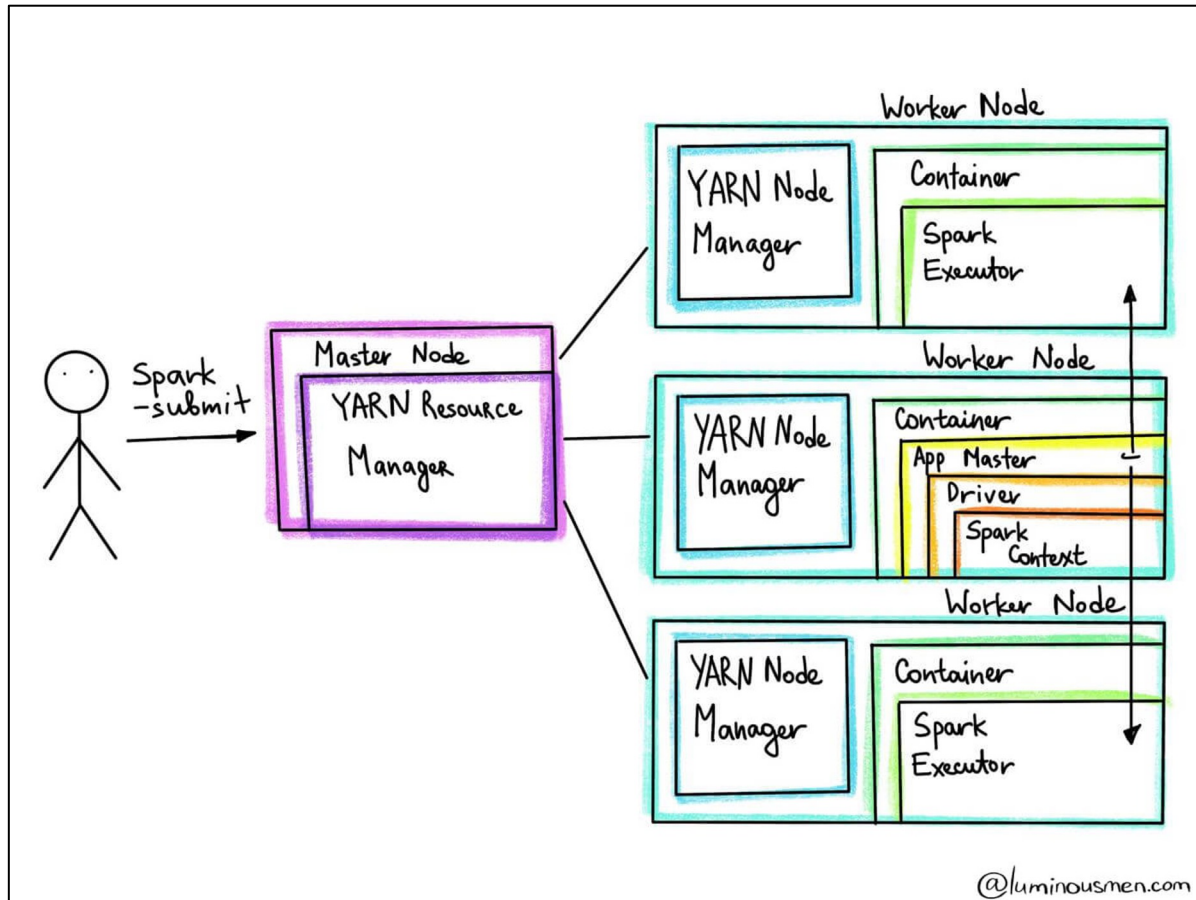 Spark
-submit
Master Node
YARN Resource
Manager
Worker Node
YARN Node
Manager
Container
Spark
Executor
Worker Node
YARN Node
Manager
Container
App Master
Driver
Spark
Context
Worker Node
YARN Node
Manager
Container
Spark
Executor
@luminousmen.com